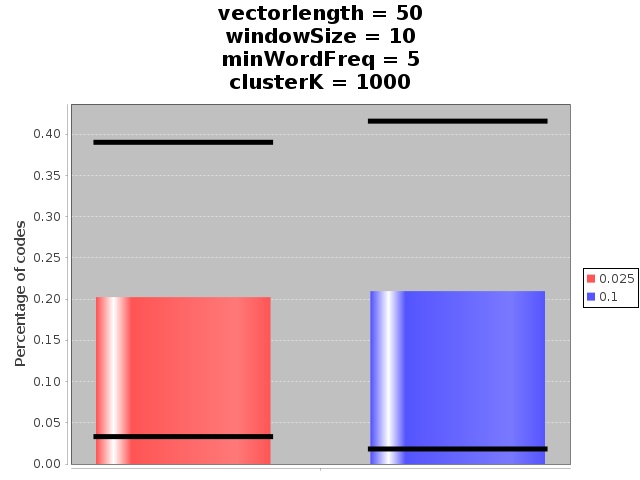 vectorlength = 50
windowSize = 10
minWordFreq = 5
clusterK = 1000
Percentage of codes
0.40
0.35
0.30
0.25
0.20
0.15
0.10
0.05
0.00
0.025
0.1